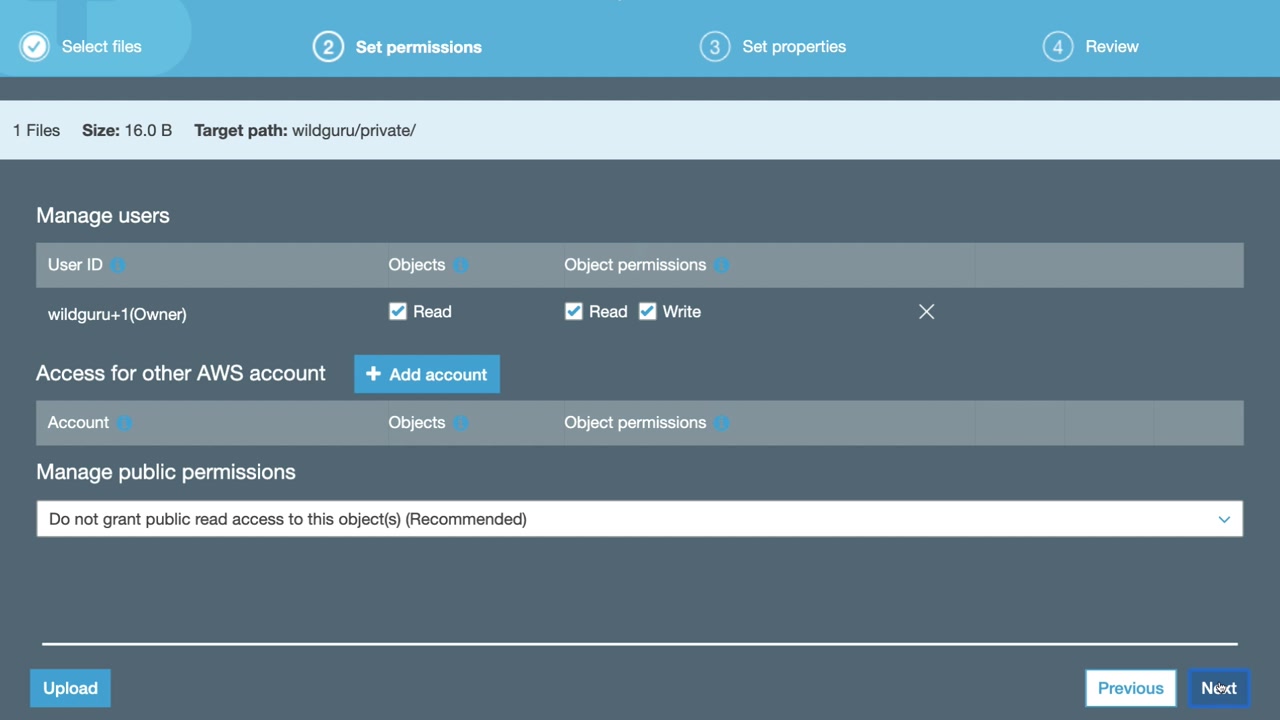 Select files
2 Set permissions
3 Set properties
4 Review
1 Files Size: 16.0 B Target path: wildguru/private/
Manage users
User ID Objects Object permissions
wildguru+1(Owner) Read Read Write
Access for other AWS account + Add account
Account Objects Object permissions
Manage public permissions
Do not grant public read access to this object(s) (Recommended)
Upload Previous Next